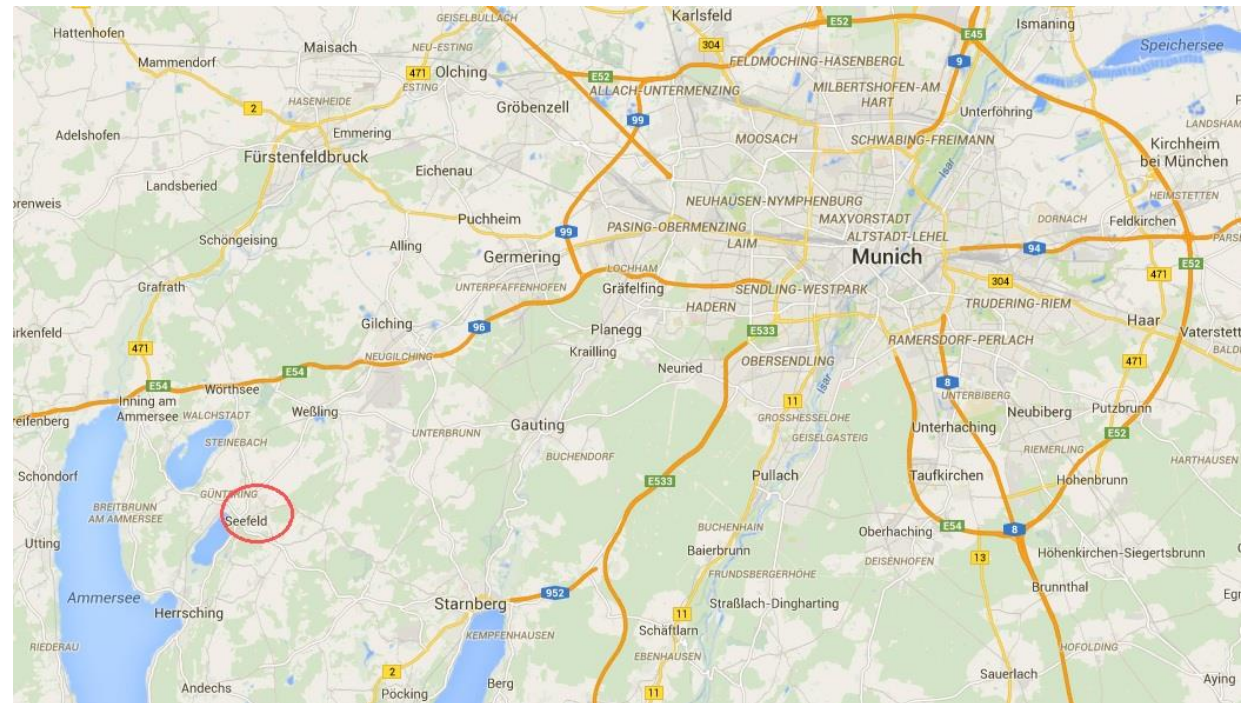 GEISELBULLACH
Karlsfeld
E52
E45
Ismaning
Hattenhofen
Maisach
NEU-ESTING
304
Speichersee
Mammendorf
471
Olching
ESTING
E52
FELDMOCHING-HASENBERGL
9
ALLACH-UNTERMENZING
MILBERTSHOFEN-AM
HART
HASENHEIDE
2
Gröbenzell
99
Unterföhring
Adelshofen
Emmering
MOOSACH
SCHWABING-FREIMANN
Kirchheim
bei München
Fürstenfeldbruck
Eichenau
Isar
Landsberied
NEUHAUSEN-NYMPHENBURG
HEIMSTETTEN
Puchheim
MAXVORSTADT
DORNACH
Feldkirchen
99
PASING-OBERMENZING
ALTSTADT-LEHEL
Schöngeising
Alling
LAIM
94
Germering
Munich
E52
LOCHHAM
471
Grafrath
UNTERPFAFFENHOFEN
Gräfelfing
SENDLING-WESTPARK
304
HADERN
TRUDERING-RIEM
Gilching
96
Planegg
E533
Haar
471
NEUGILCHING
Krailling
OBERSENDLING
RAMERSDORF-PERLACH
Neuried
471
E54
E54
Wörthsee
Isar
8
Inning am
Ammersee
WALCHSTADT
Weßling
11
UNTERBIBERG
Neubiberg
Putzbrunn
GROSSHESSELOHE
STEINEBACH
UNTERBRUNN
Gauting
GEISELGASTEIG
Unterhaching
E52
BUCHENDORF
RIEMERLING
HARTHAUSEN
Schondorf
E533
Pullach
Taufkirchen
Hohenbrunn
GÜNTERING
BREITBRUNN
AM AMMERSEE
Seefeld
BUCHENHAIN
Oberhaching
E54
8
Utting
Baierbrunn
DEISENHOFEN
13
Höhenkirchen-Siegertsbrunn
FRUNDSBERGERHÖHE
Brunnthal
Ammersee
952
Herrsching
Starnberg
Straßlach-Dingharting
11
KEMPFENHAUSEN
Schäftlarn
RIEDERAU
EBENHAUSEN
HOFOLDING
2
Andechs
Pöcking
Berg
11
Sauerlach
Aying